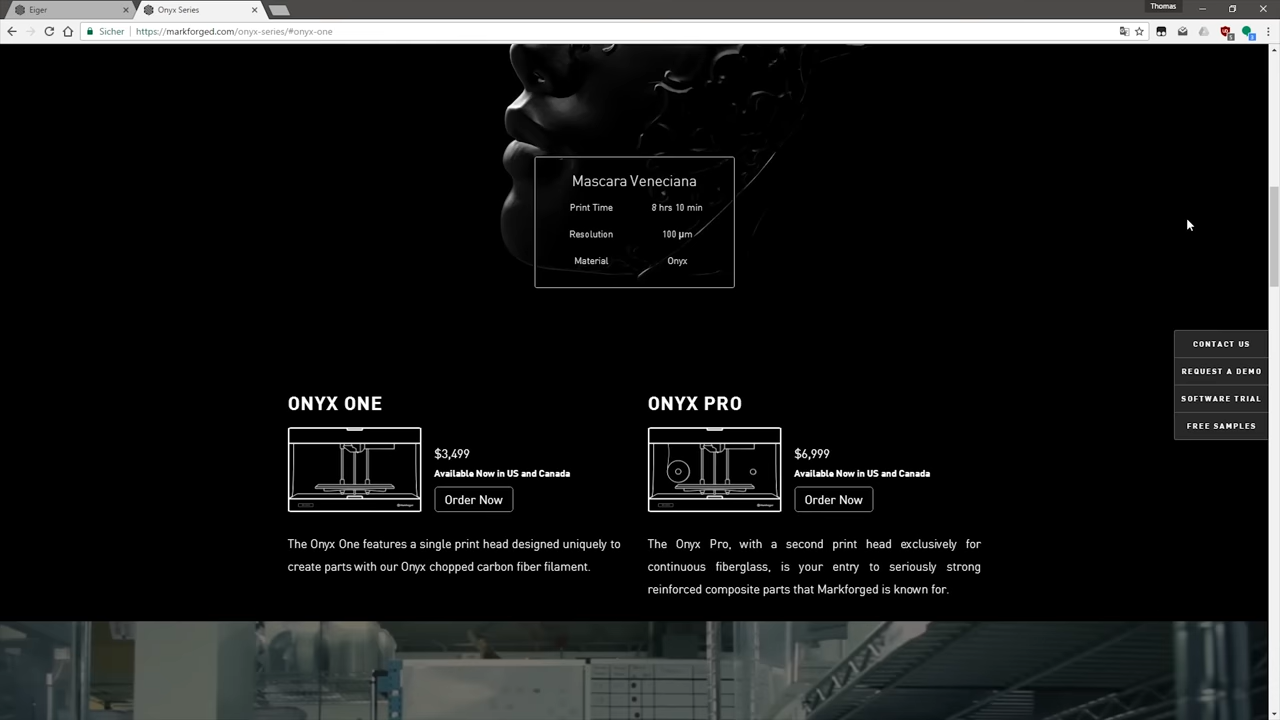 Eiger
Onyx Series
Thomas
Sicher
https://markforged.com/onyx-series/#onyx-one
Mascara Veneciana
Print Time 8 hrs 10 min
Resolution 100 µm
Material Onyx
CONTACT US
REQUEST A DEMO
SOFTWARE TRIAL
FREE SAMPLES
ONYX ONE
$3,499
Available Now in US and Canada
Order Now
The Onyx One features a single print head designed uniquely to
create parts with our Onyx chopped carbon fiber filament.
ONYX PRO
$6,999
Available Now in US and Canada
Order Now
The Onyx Pro, with a second print head exclusively for
continuous fiberglass, is your entry to seriously strong
reinforced composite parts that Markforged is known for.